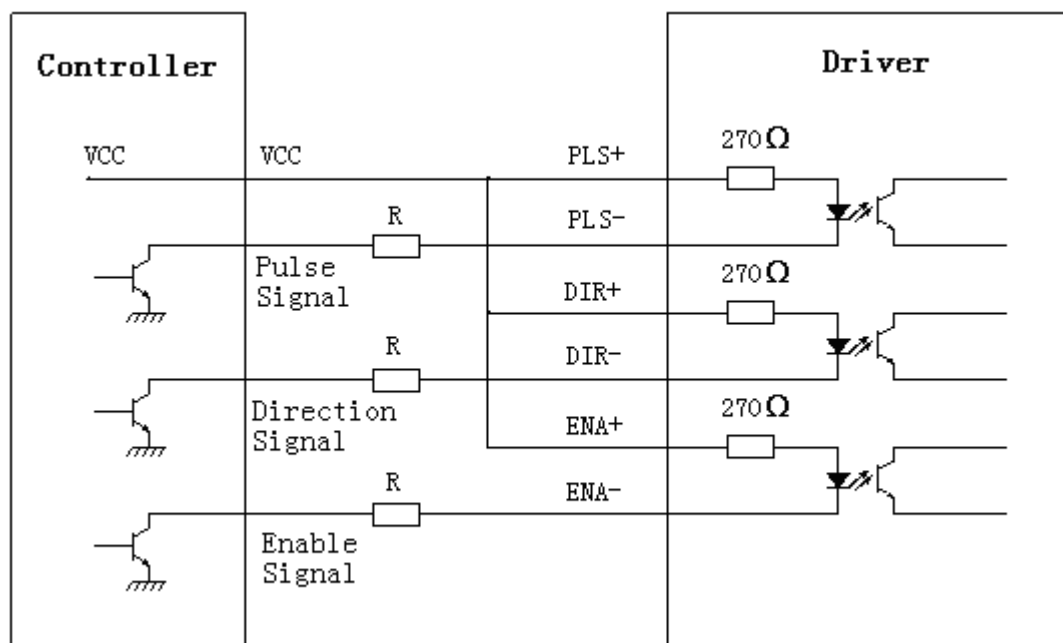 Controller
Driver
270Ω
VCC
VCC
PLS+
R
PLS-
Pulse
Signal
270Ω
DIR+
R
DIR-
Direction
Signal
270Ω
ENA+
R
ENA-
Enable
Signal